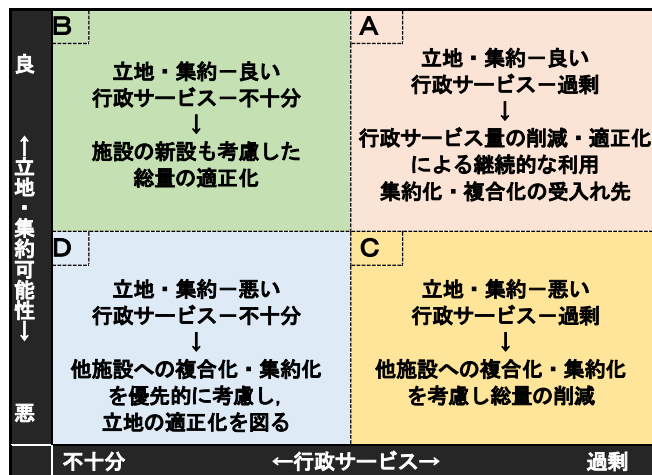 良
←立地・集約可能性→
悪
B
立地・集約－良い
行政サービス－不十分
↓
施設の新設も考慮した
総量の適正化
A
立地・集約－良い
行政サービス－過剰
↓
行政サービス量の削減・適正化
による継続的な利用
集約化・複合化の受入れ先
D
立地・集約－悪い
行政サービス－不十分
↓
他施設への複合化・集約化
を優先的に考慮し,
立地の適正化を図る
C
立地・集約－悪い
行政サービス－過剰
↓
他施設への複合化・集約化
を考慮し総量の削減
不十分 ←行政サービス→ 過剰